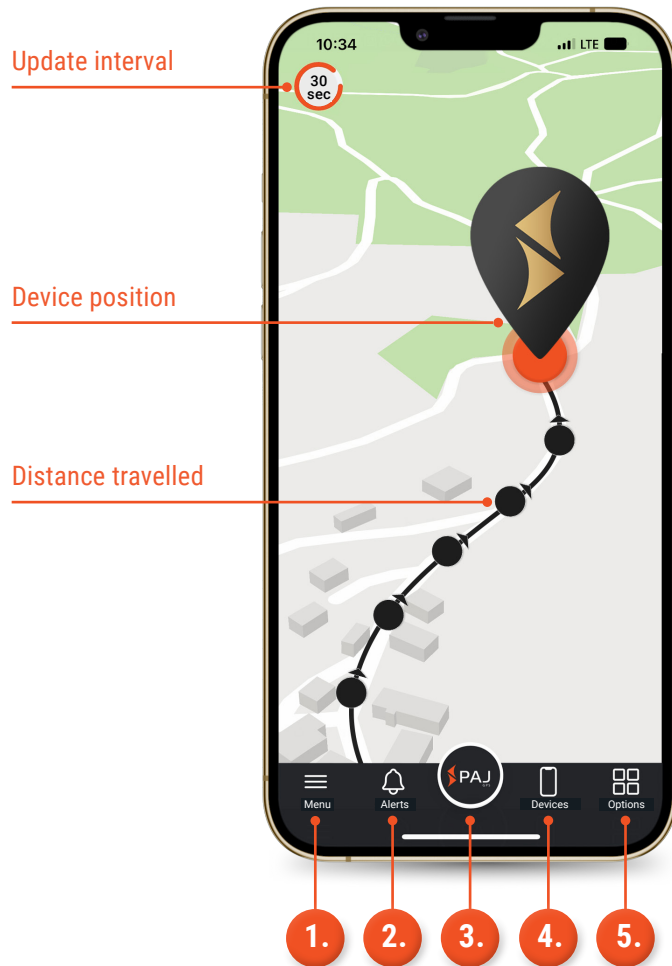 10:34
LTE
Update interval
30
sec
Device position
Distance travelled
PAJ
GPS
Menu
Alerts
Devices
Options
1.
2.
3.
4.
5.